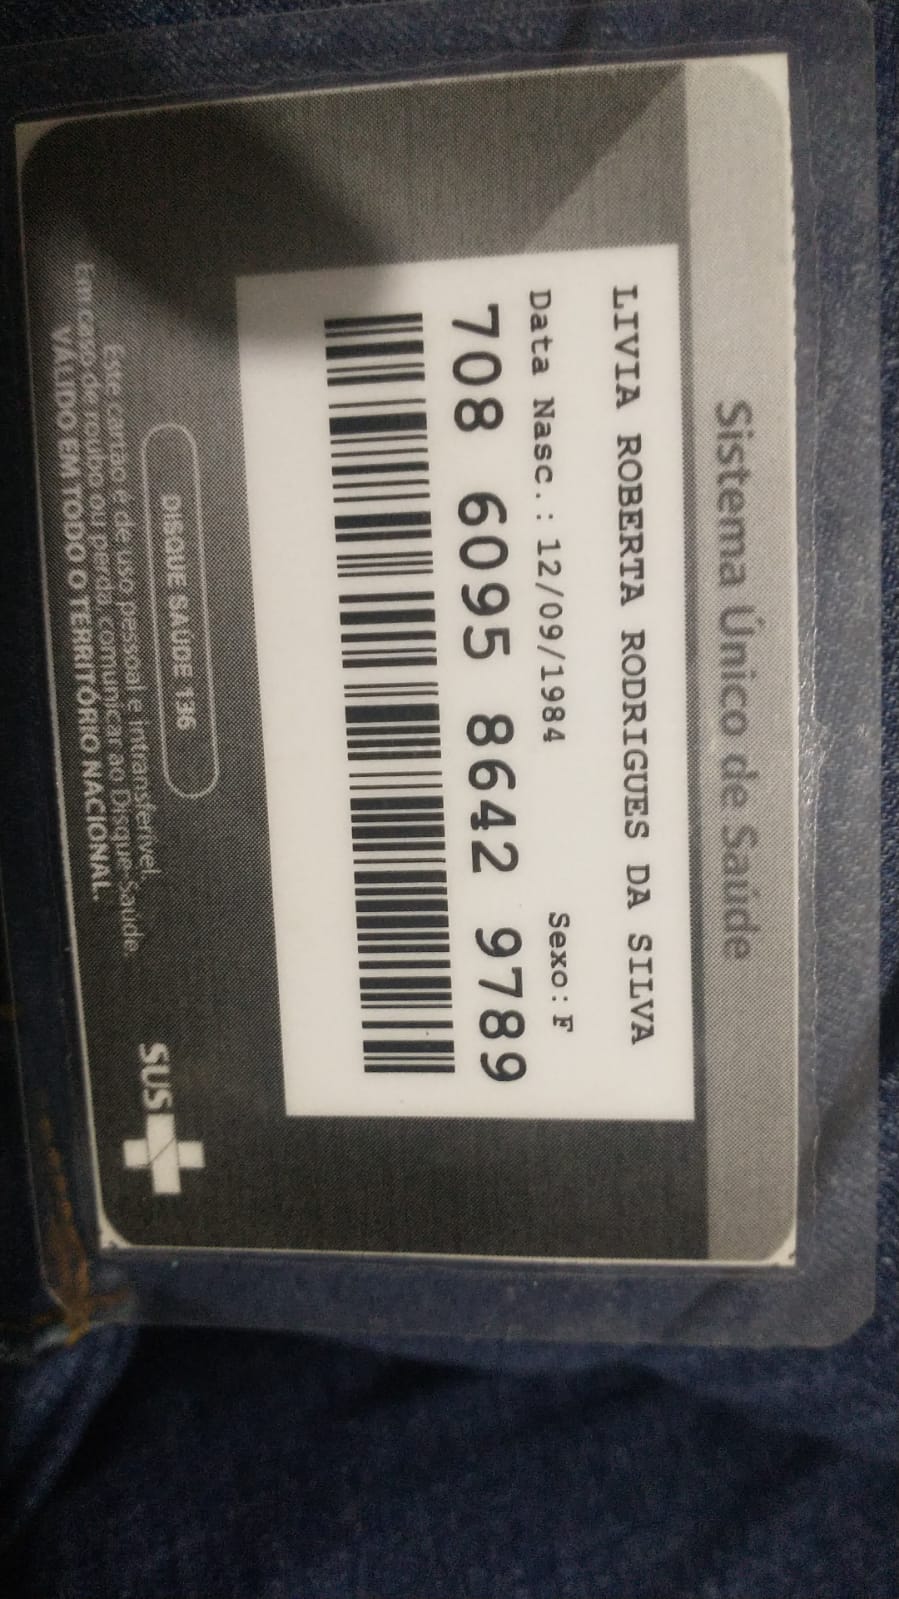 Sistema Único de Saúde
LIVIA ROBERTA RODRIGUES DA SILVA
Data Nasc.: 12/09/1984 Sexo: F
708 6095 8642 9789
DISQUE SAÚDE 136
Este cartão é de uso pessoal e intransferível.
Em caso de roubo ou perda, comunicar ao Disque-Saúde.
VÁLIDO EM TODO O TERRITÓRIO NACIONAL.
SUS